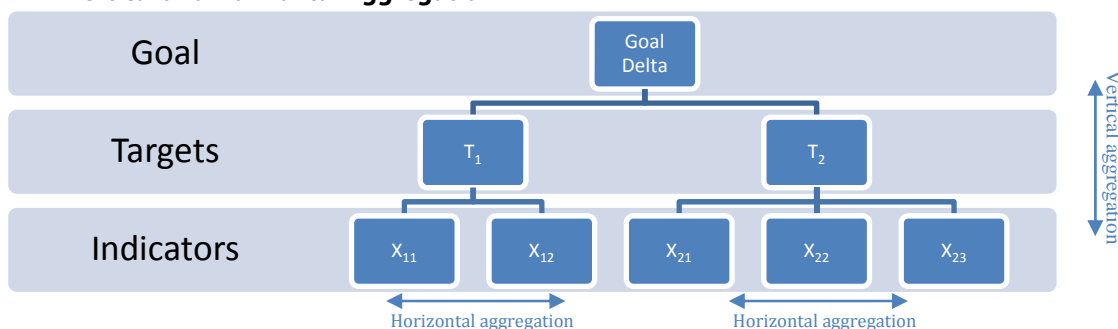 Goal
Goal
Delta
Targets
T1
T2
Indicators
X11
X12
X21
X22
X23
Vertical aggregation
Horizontal aggregation
Horizontal aggregation